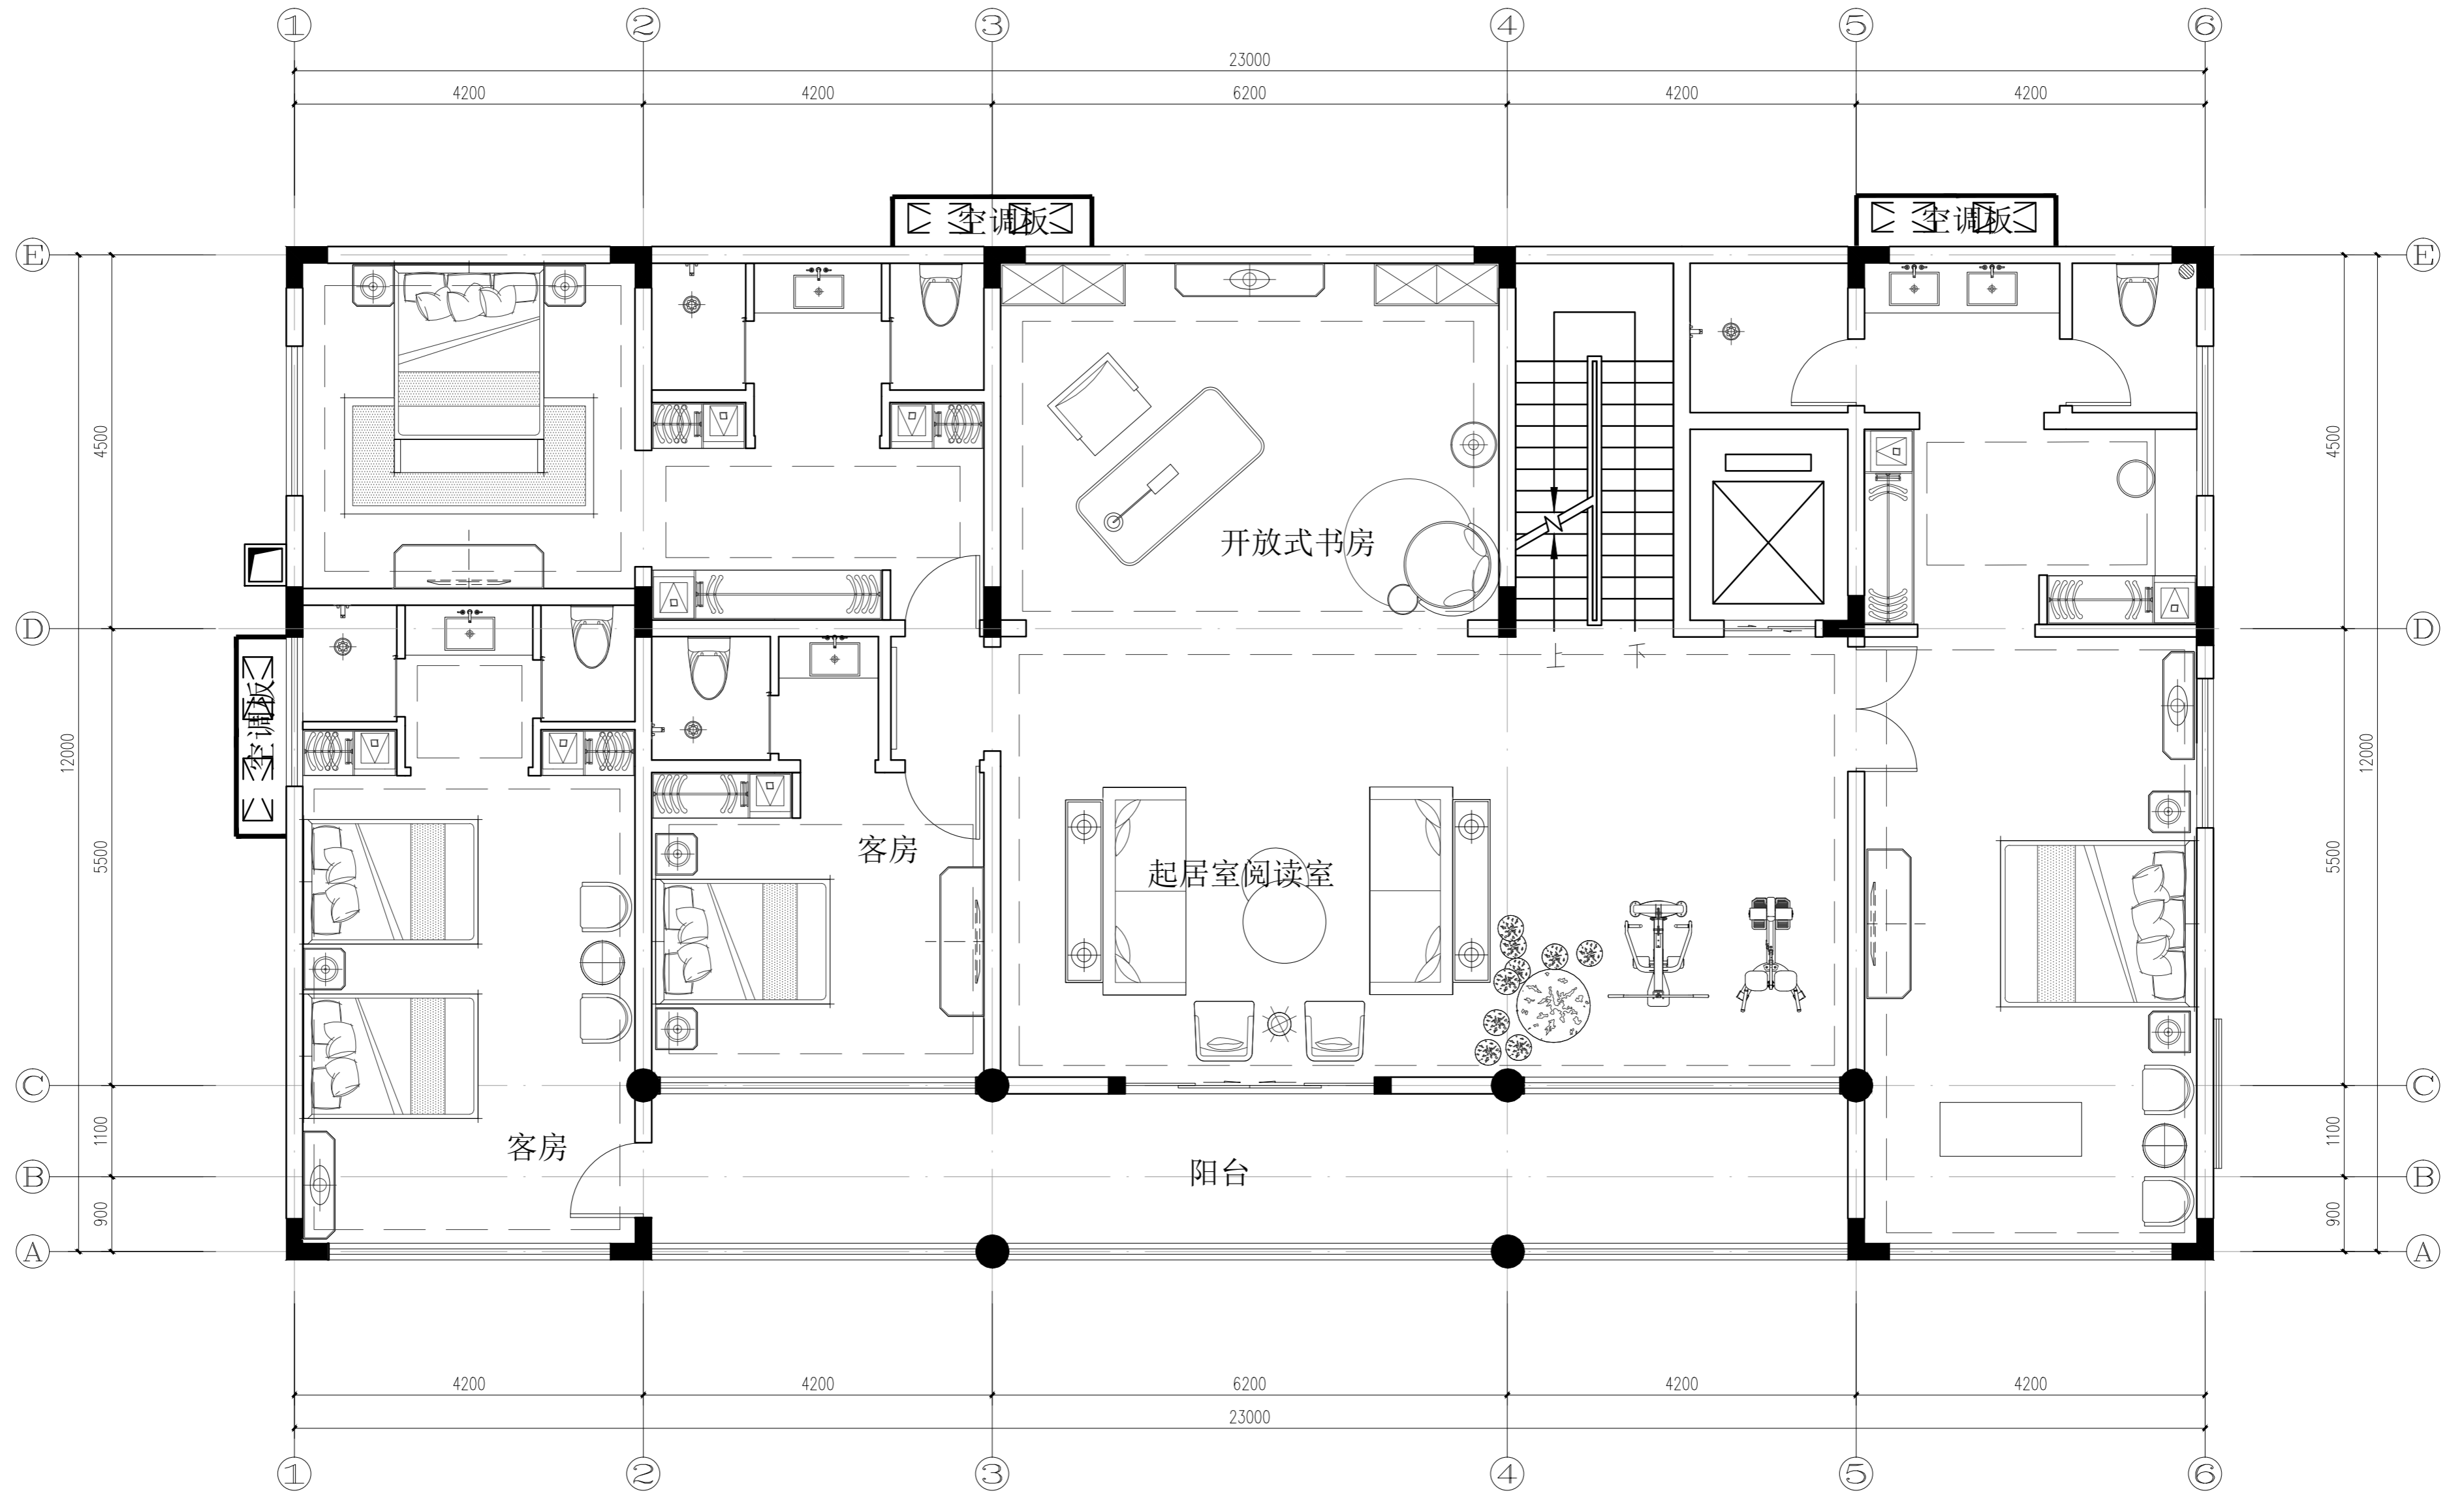 ① ② ③ ④ ⑤ ⑥
23000
4200 4200 6200 4200 4200
空调板 空调板
Ⓔ Ⓔ
4500 4500
开放式书房
Ⓓ Ⓓ
上 下
空调板
12000 12000
5500 5500
客房
起居室阅读室
Ⓒ Ⓒ
1100 1100
客房
阳台
Ⓑ Ⓑ
900 900
Ⓐ Ⓐ
4200 4200 6200 4200 4200
23000
① ② ③ ④ ⑤ ⑥